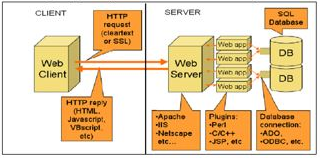 CLIENT
SERVER
HTTP
request
(cleartext
or SSL)
SQL
Database
Web
Client
Web
Server
Web app
Web app
Web app
Web app
DB
DB
HTTP reply
(HTML,
Javascript,
VBscript,
etc)
•Apache
•IIS
•Netscape
etc...
Plugins:
•Perl
•C/C++
•JSP, etc
Database
connection:
•ADO,
•ODBC, etc.